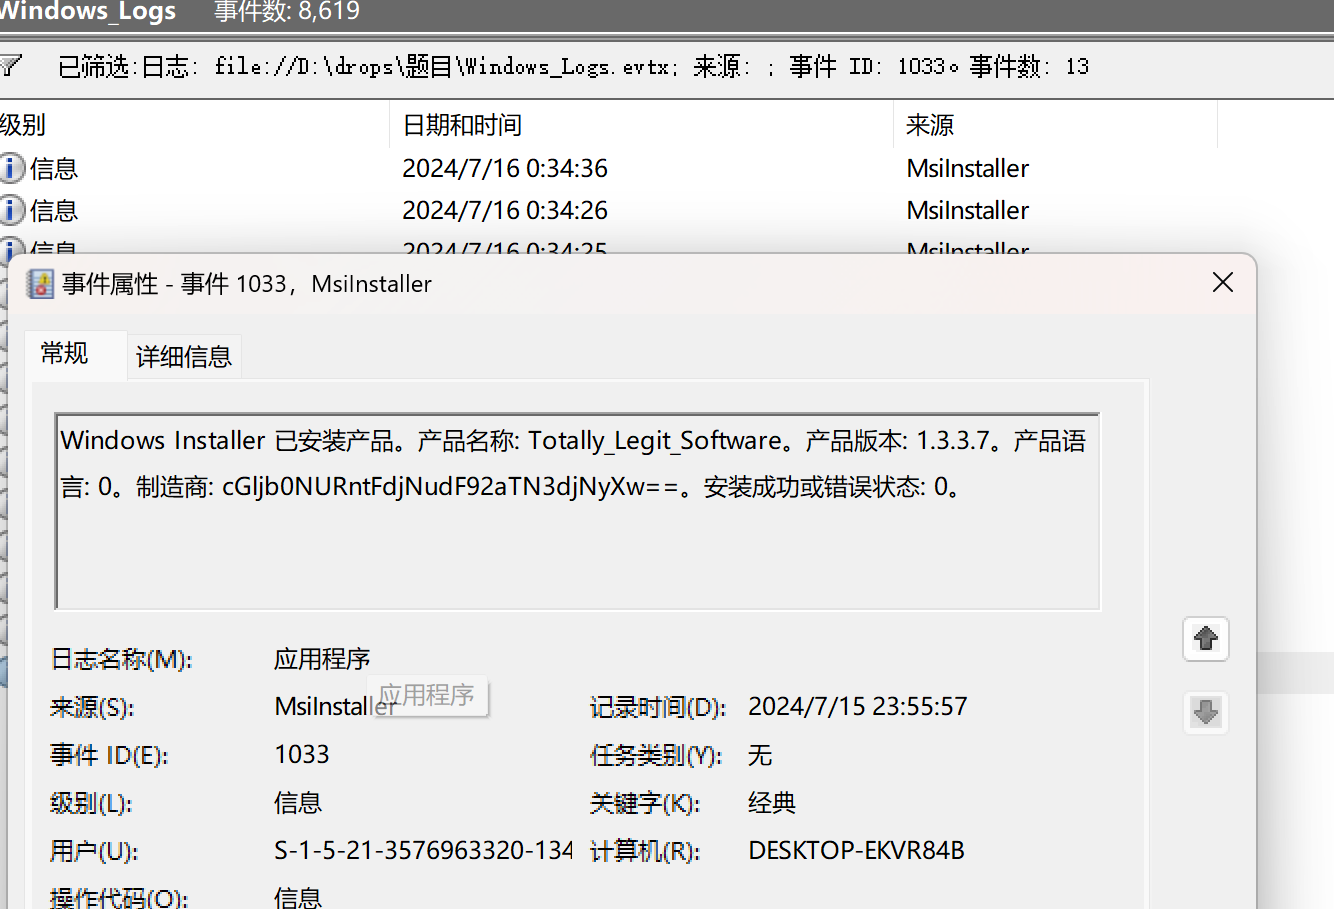 Windows_Logs 事件数: 8,619
已筛选:日志: file://D:\drops\题目\Windows_Logs.evtx; 来源: ; 事件 ID: 1033。事件数: 13
级别 日期和时间 来源
信息 2024/7/16 0:34:36 MsiInstaller
信息 2024/7/16 0:34:26 MsiInstaller
信息 2024/7/16 0:34:25 MsiInstaller
事件属性 - 事件 1033，MsiInstaller
常规 详细信息
Windows Installer 已安装产品。产品名称: Totally_Legit_Software。产品版本: 1.3.3.7。产品语
言: 0。制造商: cGljb0NURntFdjNudF92aTN3djNyXw==。安装成功或错误状态: 0。
日志名称(M): 应用程序
应用程序
来源(S): MsiInstaller 记录时间(D): 2024/7/15 23:55:57
事件 ID(E): 1033 任务类别(Y): 无
级别(L): 信息 关键字(K): 经典
用户(U): S-1-5-21-3576963320-134 计算机(R): DESKTOP-EKVR84B
操作代码(O): 信息